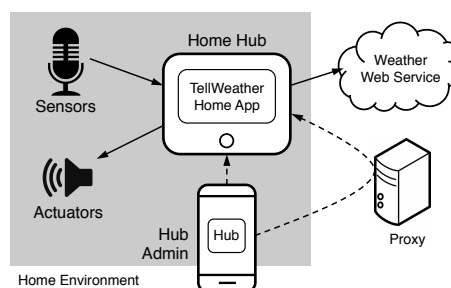 Home Hub
Sensors
TellWeather
Home App
Weather
Web Service
Actuators
Hub
Admin
Hub
Proxy
Home Environment